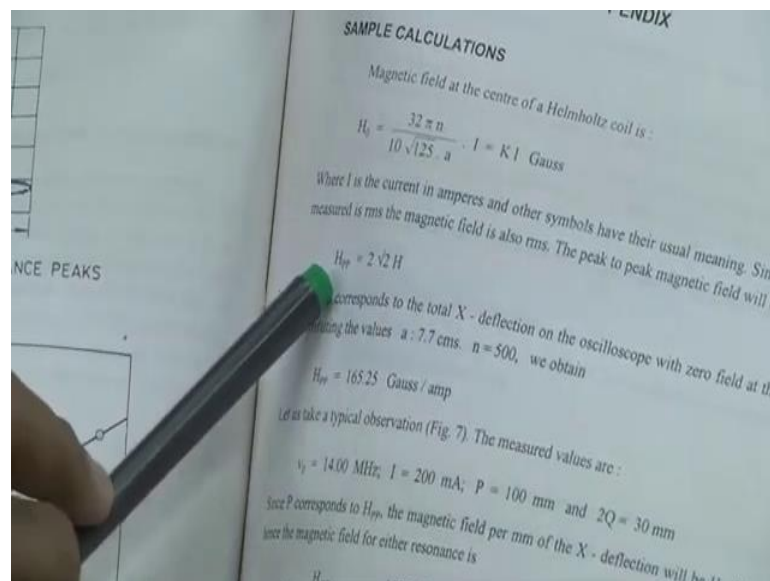 NCE PEAKS
SAMPLE CALCULATIONS
Magnetic field at the centre of a Helmholtz coil is :
H₀ = 32 π n / 10 √125 . a . I = K I Gauss
Where I is the current in amperes and other symbols have their usual meaning. Sin
measured is rms the magnetic field is also rms. The peak to peak magnetic field will
Hpp = 2 √2 H
corresponds to the total X - deflection on the oscilloscope with zero field at th
the values a : 7.7 cms. n = 500, we obtain
Hpp = 165.25 Gauss / amp
Let us take a typical observation (Fig. 7). The measured values are :
= 14.00 MHz; I = 200 mA; P = 100 mm and 2Q = 30 mm
Since P corresponds to Hpp, the magnetic field per mm of the X - deflection will be
hence the magnetic field for either resonance is
H